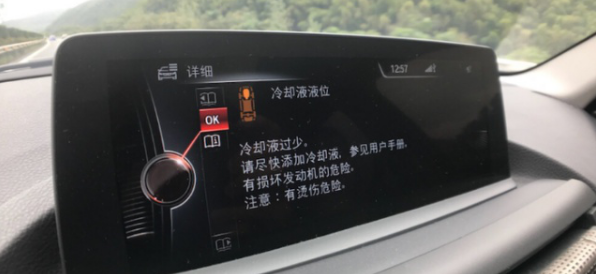 详细
12:57
冷却液液位
OK
冷却液过少。
请尽快添加冷却液，参见用户手册。
有损坏发动机的危险。
注意：有烫伤危险。